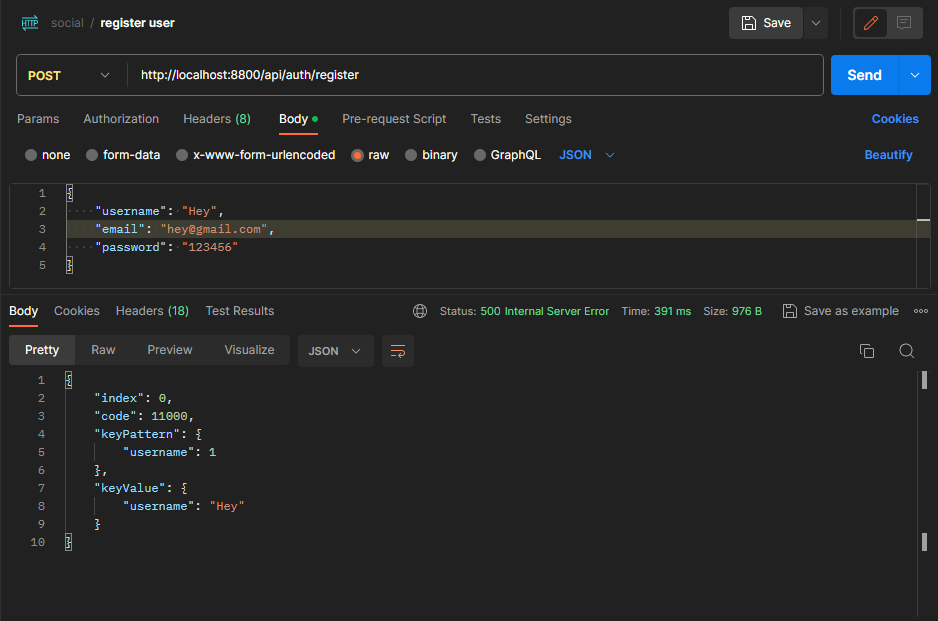 HTTP social / register user Save
POST http://localhost:8800/api/auth/register Send
Params Authorization Headers (8) Body Pre-request Script Tests Settings Cookies
none form-data x-www-form-urlencoded raw binary GraphQL JSON Beautify
1 {
2 "username": "Hey",
3 "email": "hey@gmail.com",
4 "password": "123456"
5 }
Body Cookies Headers (18) Test Results Status: 500 Internal Server Error Time: 391 ms Size: 976 B Save as example
Pretty Raw Preview Visualize JSON
1 {
2 "index": 0,
3 "code": 11000,
4 "keyPattern": {
5 "username": 1
6 },
7 "keyValue": {
8 "username": "Hey"
9 }
10 }